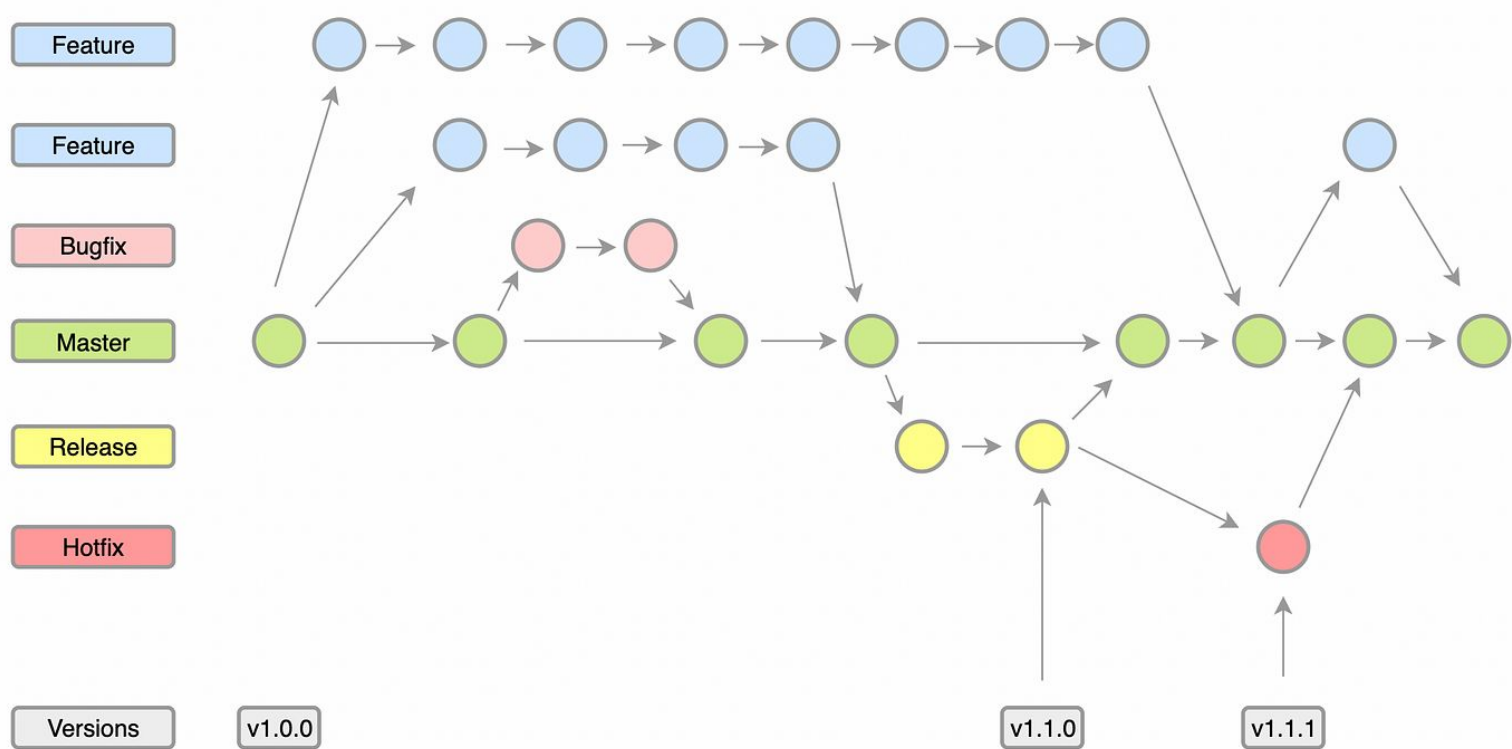 Feature
Feature
Bugfix
Master
Release
Hotfix
Versions v1.0.0 v1.1.0 v1.1.1